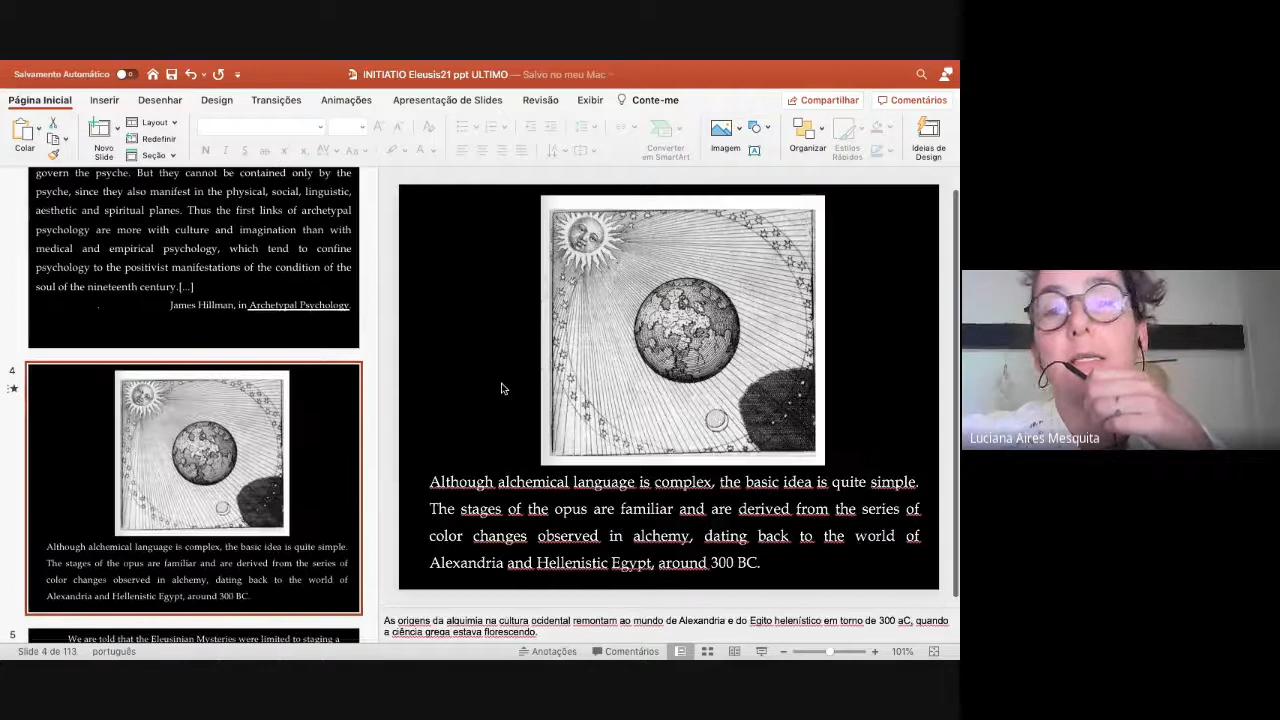 Salvamento Automático
INITIATIO Eleusis21 ppt ULTIMO — Salvo no meu Mac
Página Inicial Inserir Desenhar Design Transições Animações Apresentação de Slides Revisão Exibir Conte-me Compartilhar Comentários
Colar
Novo Slide
Layout
Redefinir
Seção
N I S ab x² x₂ AV Aa A
Converter em SmartArt
Imagem
Organizar
Estilos Rápidos
Ideias de Design
govern the psyche. But they cannot be contained only by the
psyche, since they also manifest in the physical, social, linguistic,
aesthetic and spiritual planes. Thus the first links of archetypal
psychology are more with culture and imagination than with
medical and empirical psychology, which tend to confine
psychology to the positivist manifestations of the condition of the
soul of the nineteenth century.[...]
. James Hillman, in Archetypal Psychology.
4
Although alchemical language is complex, the basic idea is quite simple.
The stages of the opus are familiar and are derived from the series of
color changes observed in alchemy, dating back to the world of
Alexandria and Hellenistic Egypt, around 300 BC.
5
We are told that the Eleusinian Mysteries were limited to staging a
Although alchemical language is complex, the basic idea is quite simple.
The stages of the opus are familiar and are derived from the series of
color changes observed in alchemy, dating back to the world of
Alexandria and Hellenistic Egypt, around 300 BC.
As origens da alquimia na cultura ocidental remontam ao mundo de Alexandria e do Egito helenístico em torno de 300 aC, quando
a ciência grega estava florescendo.
Slide 4 de 113 português Anotações Comentários 101%
Luciana Aires Mesquita